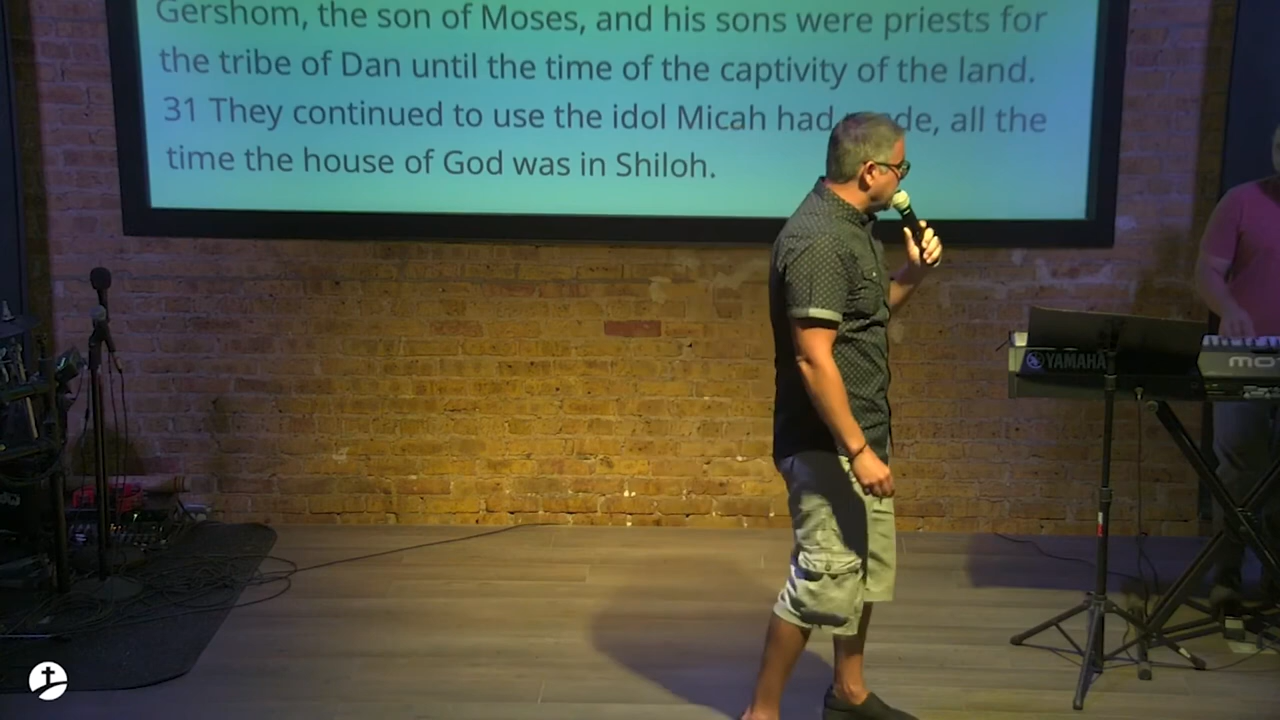 Gershom, the son of Moses, and his sons were priests for
the tribe of Dan until the time of the captivity of the land.
31 They continued to use the idol Micah had de, all the
time the house of God was in Shiloh.
YAMAHA
mo